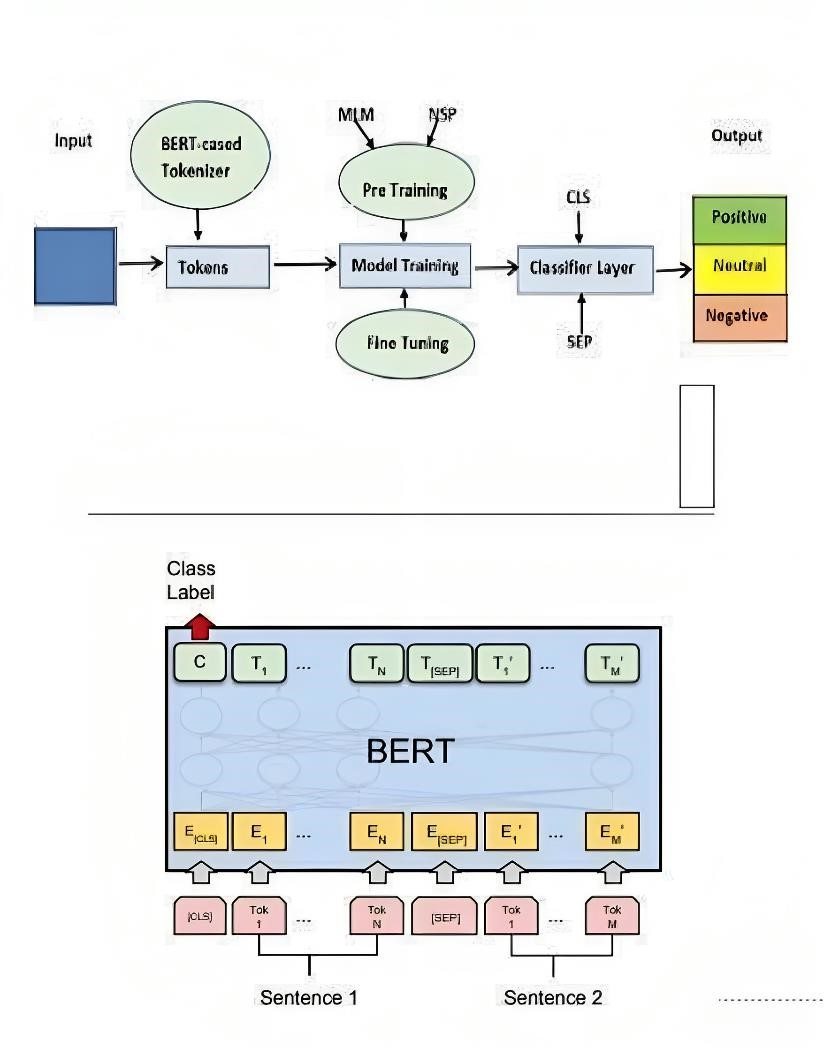 MLM
NSP
Input
BERT-cased
Tokenizer
Output
Pre Training
CLS
Positive
Tokens
Model Training
Classifier Layer
Neutral
Negative
Fine Tuning
SEP
Class
Label
C
T1
...
TN
T[SEP]
T1'
...
TM'
BERT
E[CLS]
E1
...
EN
E[SEP]
E1'
...
EM'
[CLS]
Tok 1
...
Tok N
[SEP]
Tok 1
...
Tok M
Sentence 1
Sentence 2